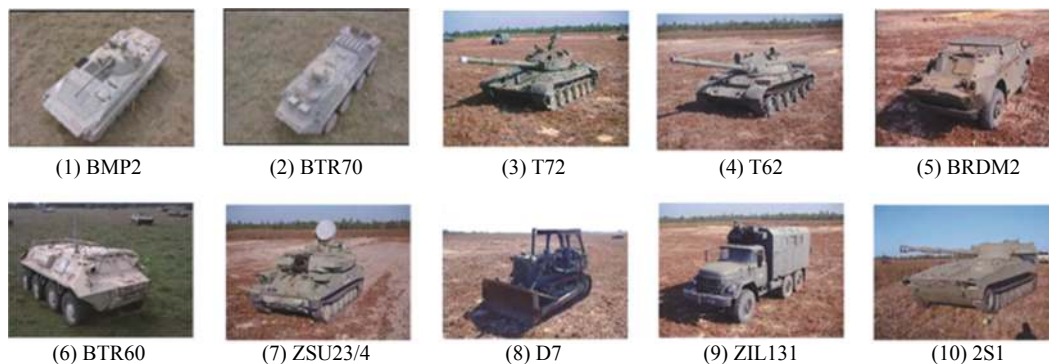 (1) BMP2
(2) BTR70
(3) T72
(4) T62
(5) BRDM2
(6) BTR60
(7) ZSU23/4
(8) D7
(9) ZIL131
(10) 2S1